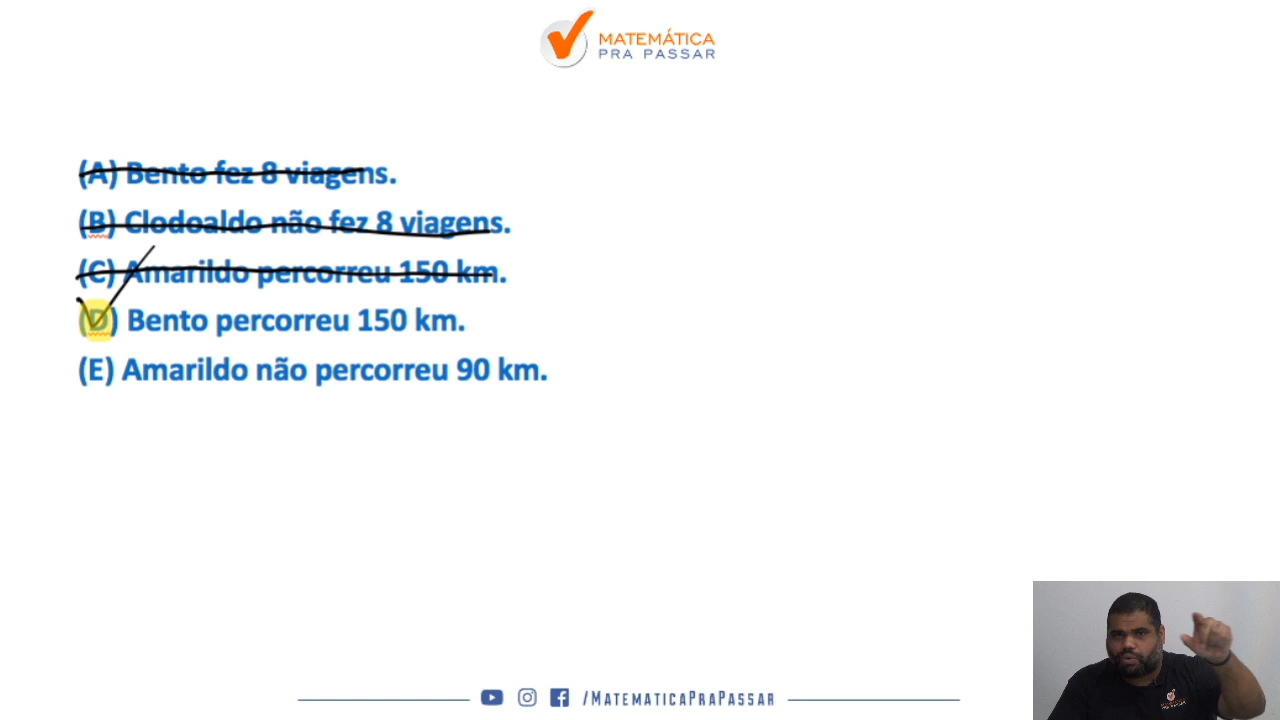 MATEMÁTICA
PRA PASSAR
(A) Bento fez 8 viagens.
(B) Clodoaldo não fez 8 viagens.
(C) Amarildo percorreu 150 km.
(D) Bento percorreu 150 km.
(E) Amarildo não percorreu 90 km.
/MATEMATICAPRAPASSAR